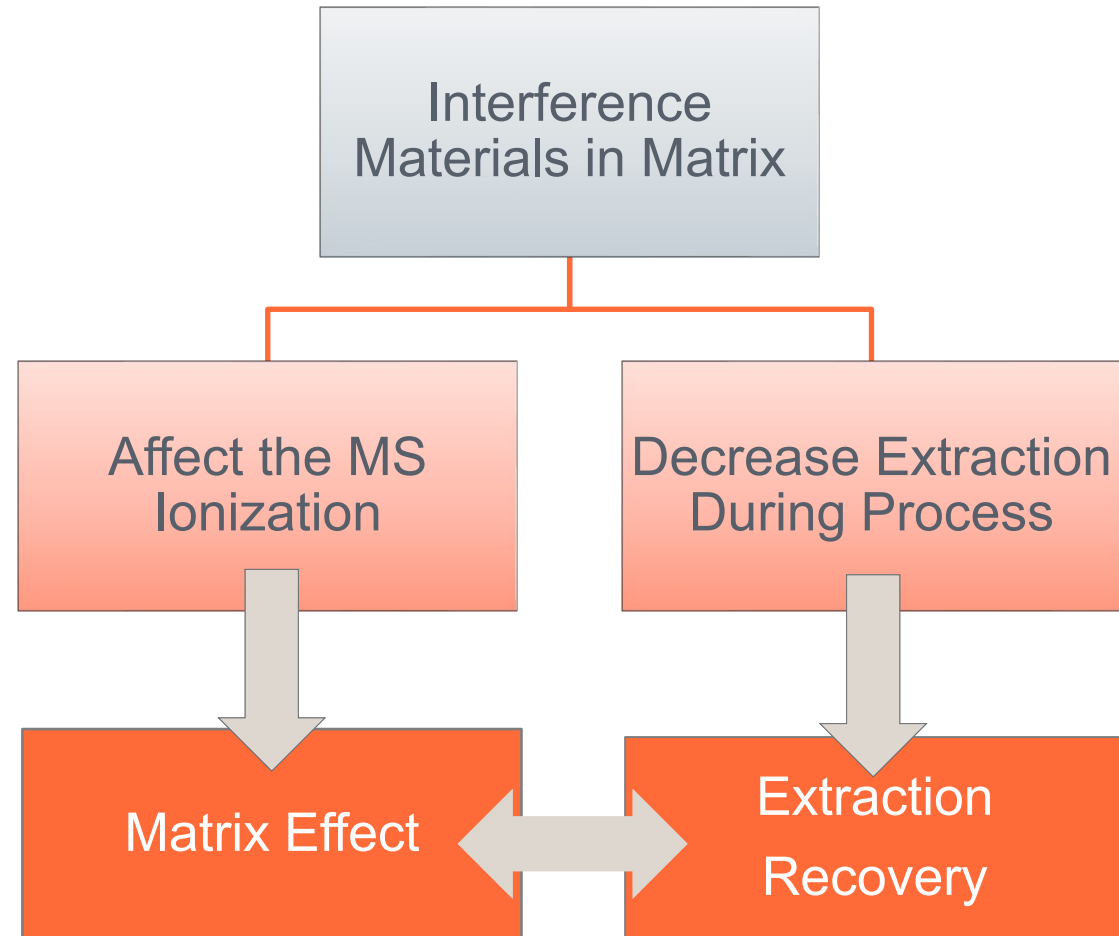 Interference
Materials in Matrix
Affect the MS
Ionization
Decrease Extraction
During Process
Matrix Effect
Extraction
Recovery